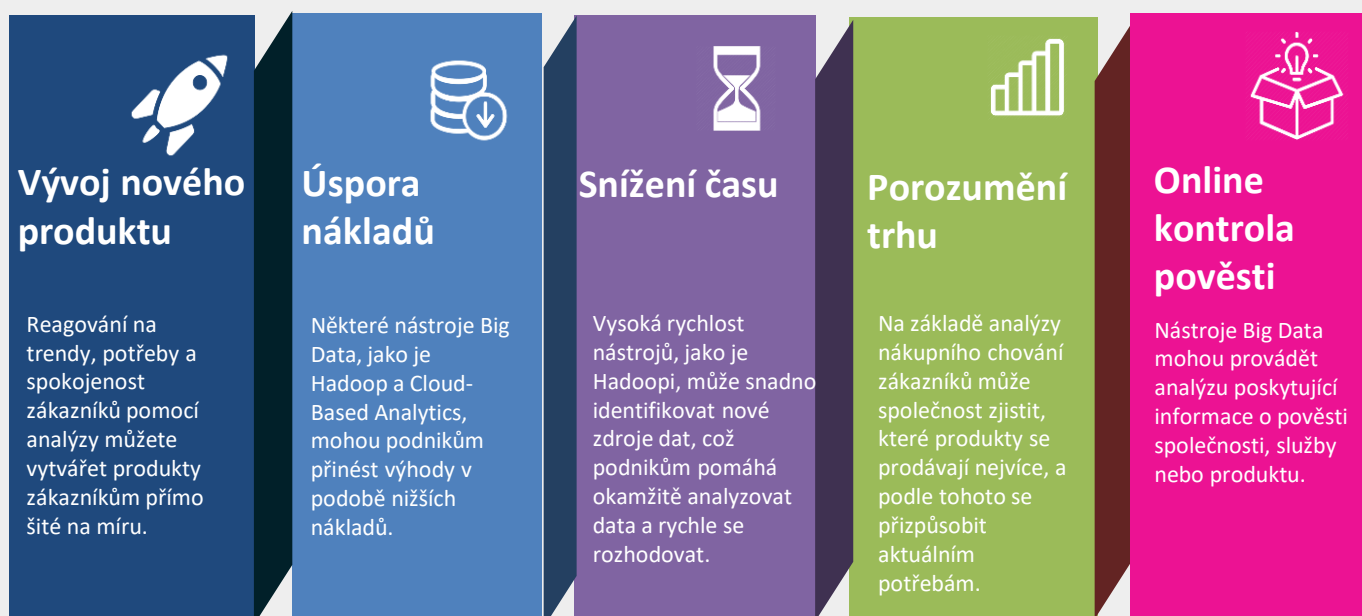 Vývoj nového
produktu
Reagování na
trendy, potřeby a
spokojenost
zákazníků pomocí
analýzy můžete
vytvářet produkty
zákazníkům přímo
šité na míru.
Úspora
nákladů
Některé nástroje Big
Data, jako je
Hadoop a Cloud-
Based Analytics,
mohou podnikům
přinést výhody v
podobě nižších
nákladů.
Snížení času
Vysoká rychlost
nástrojů, jako je
Hadoopi, může snadno
identifikovat nové
zdroje dat, což
podnikům pomáhá
okamžitě analyzovat
data a rychle se
rozhodovat.
Porozumění
trhu
Na základě analýzy
nákupního chování
zákazníků může
společnost zjistit,
které produkty se
prodávají nejvíce, a
podle tohoto se
přizpůsobit
aktuálním
potřebám.
Online
kontrola
pověsti
Nástroje Big Data
mohou provádět
analýzu poskytující
informace o pověsti
společnosti, služby
nebo produktu.